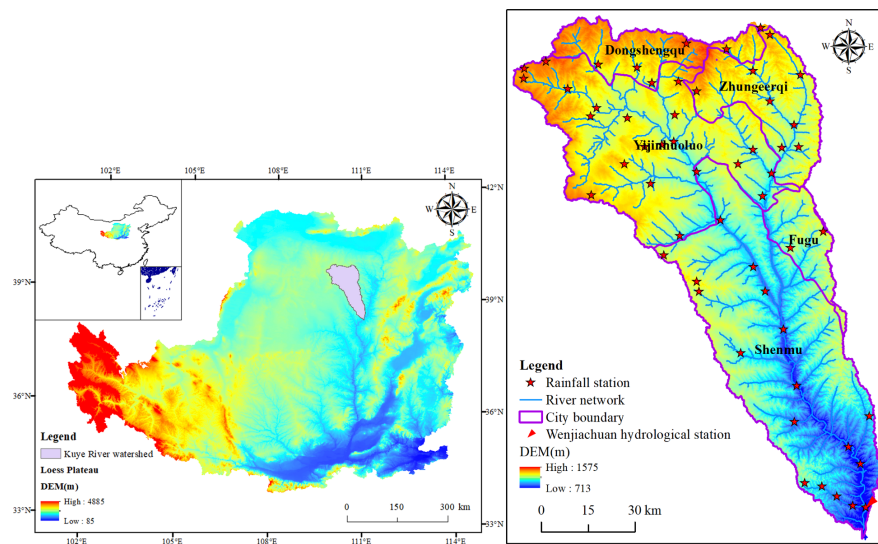 102°E 105°E 108°E 111°E 114°E
N
W E
S
42°N
39°N
36°N
33°N
39°N
36°N
33°N
Legend
Kuye River watershed
Loess Plateau
DEM(m)
High : 4885
Low : 85
0 150 300 km
102°E 105°E 108°E 111°E 114°E
N
W E
S
Dongshengqu
Zhungeerqi
Yijinhuoluo
Fugu
Shenmu
Legend
Rainfall station
River network
City boundary
Wenjiachuan hydrological station
DEM(m)
High : 1575
Low : 713
0 15 30 km